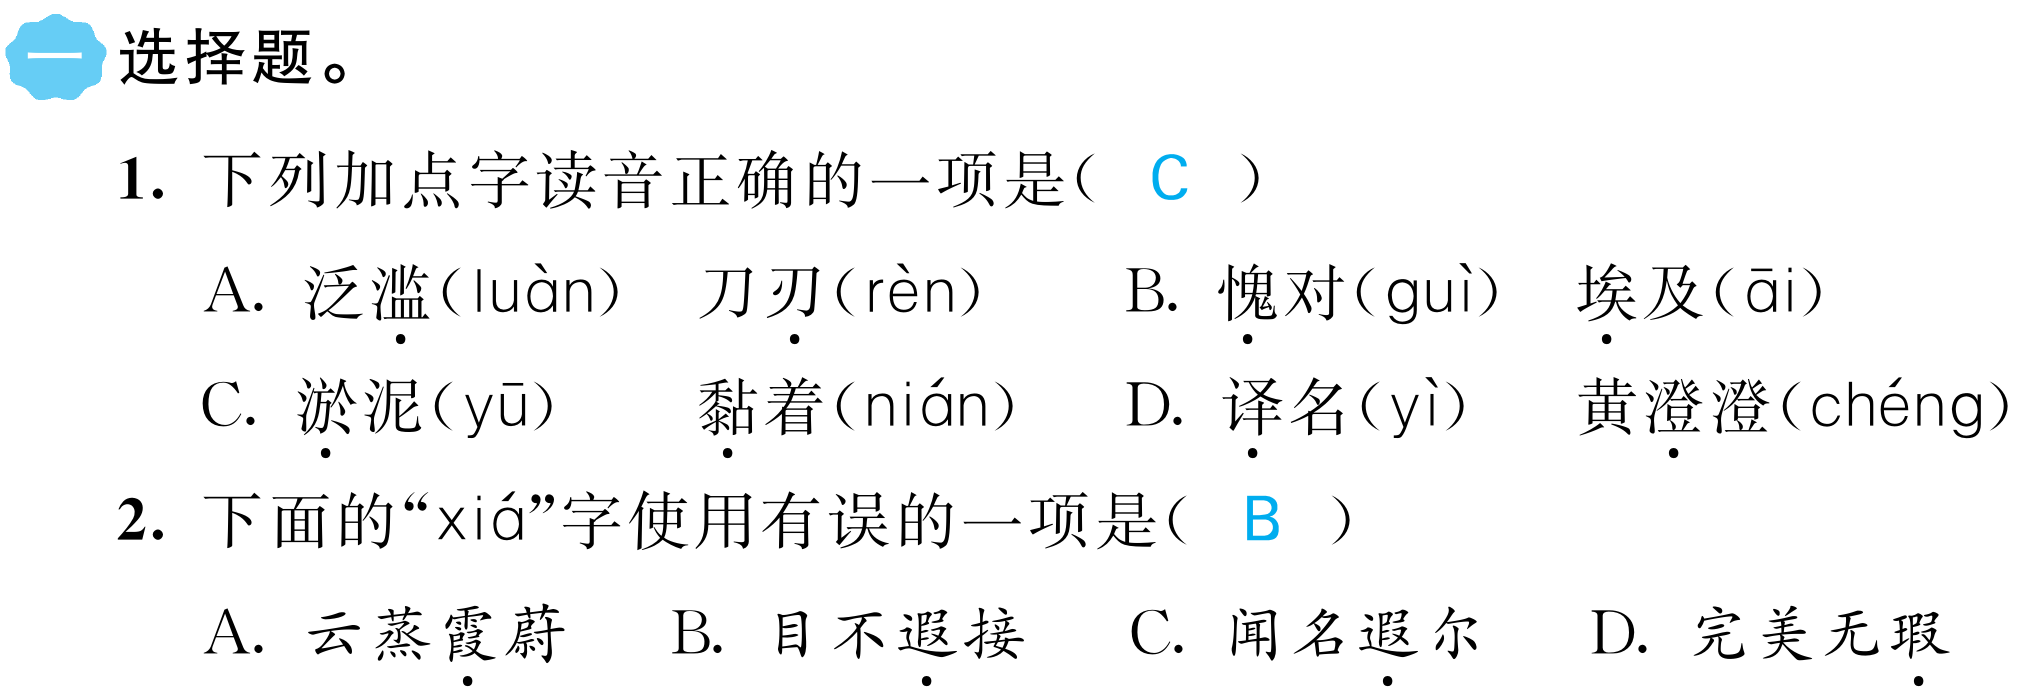 一 选择题。
1. 下列加点字读音正确的一项是( C )
A. 泛滥(luàn) 刀刃(rèn) B. 愧对(guì) 埃及(āi)
C. 淤泥(yū) 黏着(nián) D. 译名(yì) 黄澄澄(chéng)
2. 下面的“xiá”字使用有误的一项是( B )
A. 云蒸霞蔚 B. 目不遐接 C. 闻名遐尔 D. 完美无瑕